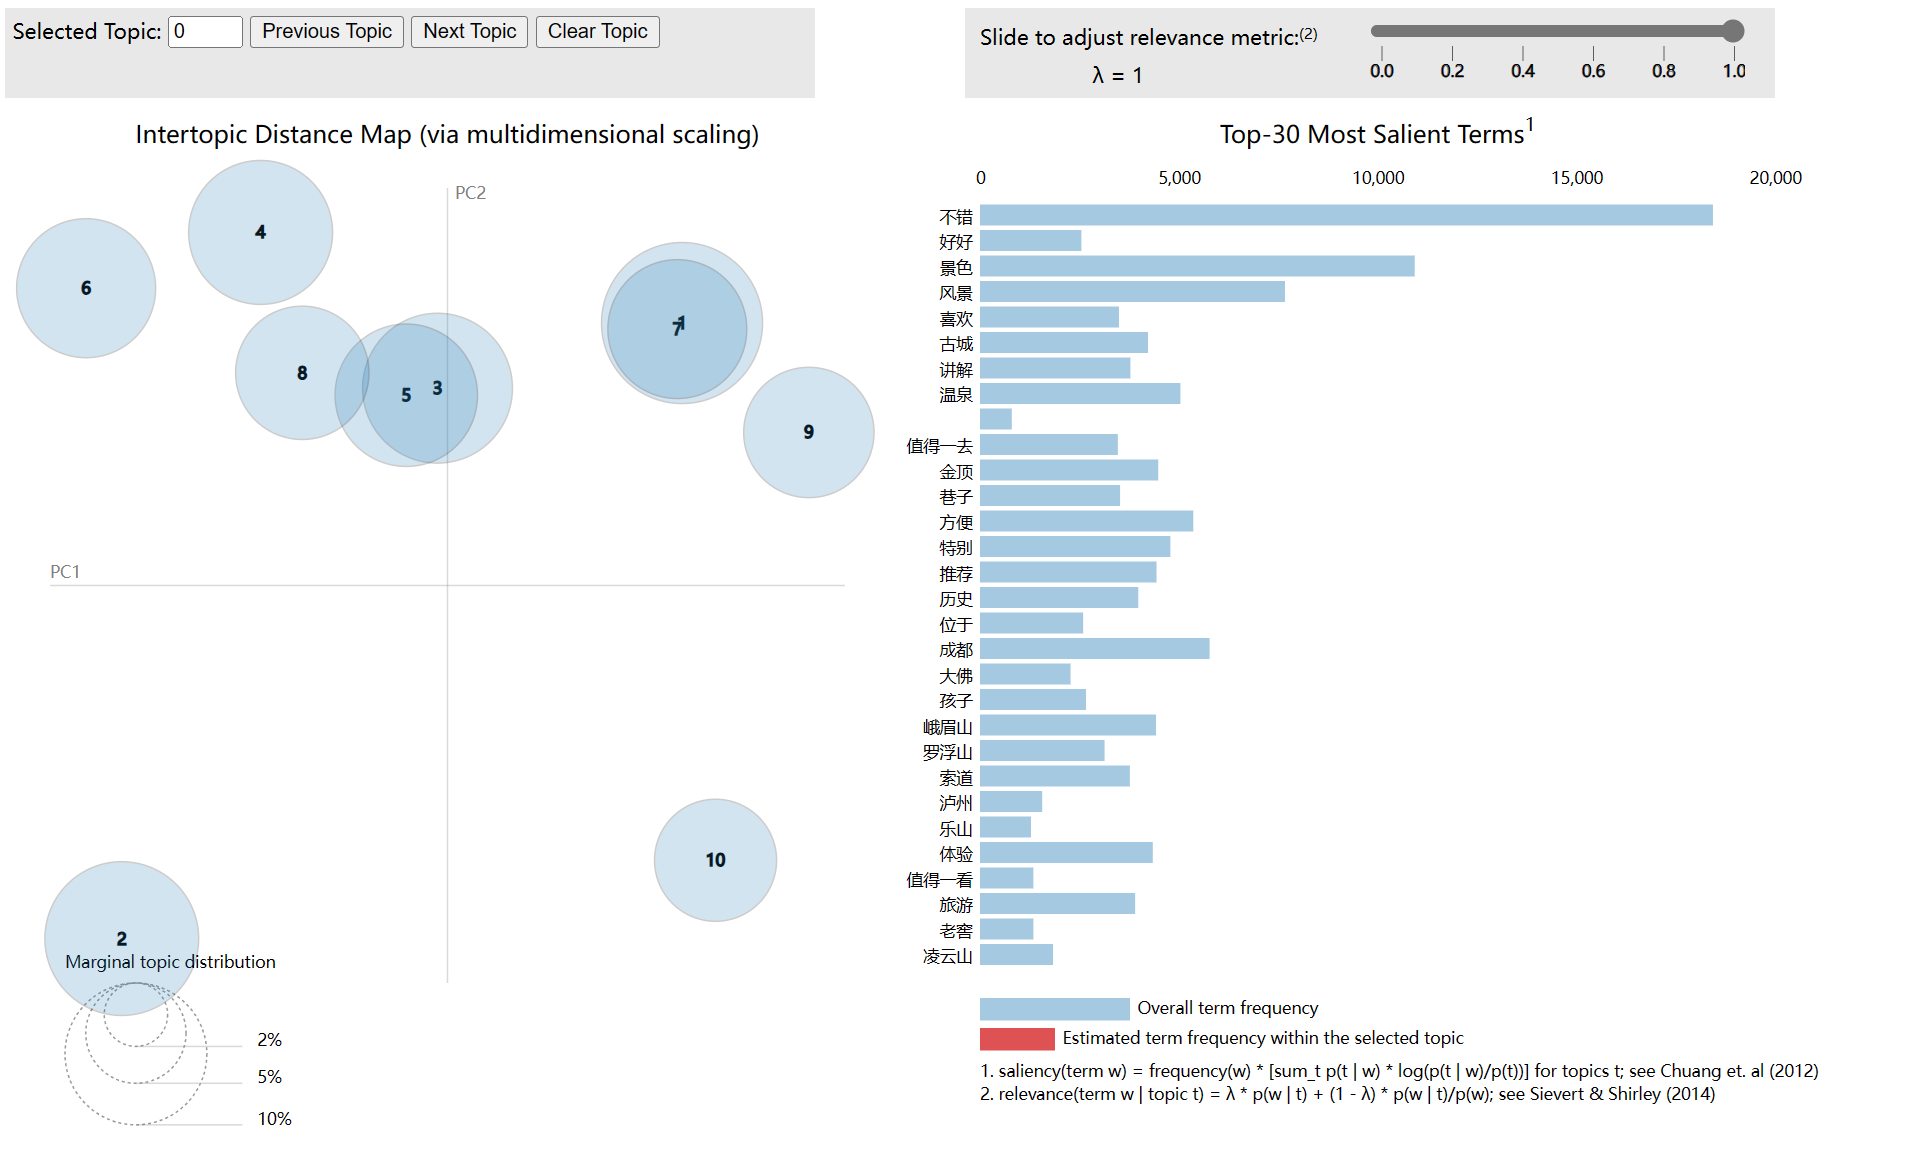 Selected Topic: 0 Previous Topic Next Topic Clear Topic
Slide to adjust relevance metric:(2)
λ = 1
0.0 0.2 0.4 0.6 0.8 1.0
Intertopic Distance Map (via multidimensional scaling)
PC2
PC1
4
6
8
5
3
7
1
9
10
2
Marginal topic distribution
2%
5%
10%
Top-30 Most Salient Terms1
0 5,000 10,000 15,000 20,000
不错
好好
景色
风景
喜欢
古城
讲解
温泉
值得一去
金顶
巷子
方便
特别
推荐
历史
位于
成都
大佛
孩子
峨眉山
罗浮山
索道
泸州
乐山
体验
值得一看
旅游
老窖
凌云山
Overall term frequency
Estimated term frequency within the selected topic
1. saliency(term w) = frequency(w) * [sum_t p(t | w) * log(p(t | w)/p(t))] for topics t; see Chuang et. al (2012)
2. relevance(term w | topic t) = λ * p(w | t) + (1 - λ) * p(w | t)/p(w); see Sievert & Shirley (2014)